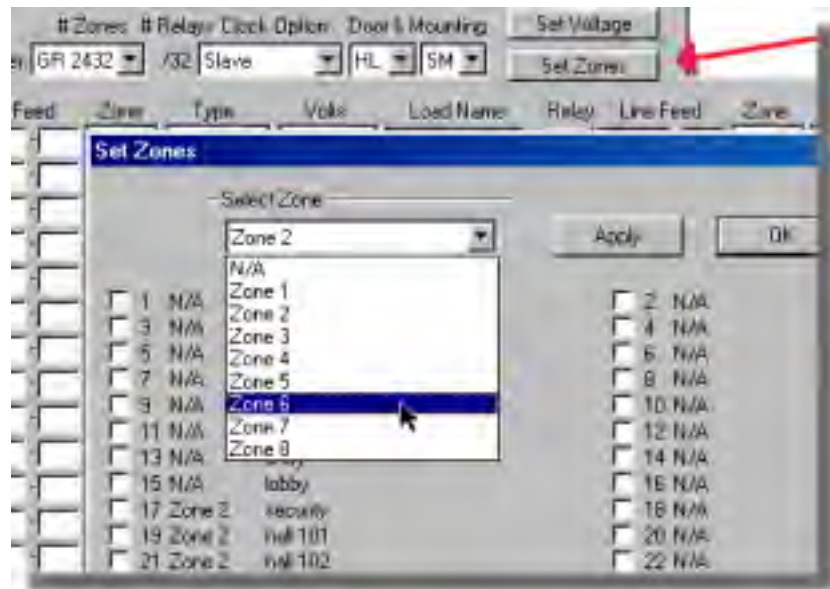 # Zones # Relays Clock Option Door & Mounting Set Voltage
GR 2432 /32 Slave HL SM Set Zones
Feed Zone Type Volts Load Name Relay Line Feed Zone
Set Zones
Select Zone
Zone 2 Apply OK
N/A
Zone 1
Zone 2
Zone 3
Zone 4
Zone 5
Zone 6
Zone 7
Zone 8
1 N/A 2 N/A
3 N/A 4 N/A
5 N/A 6 N/A
7 N/A 8 N/A
9 N/A 10 N/A
11 N/A 12 N/A
13 N/A 14 N/A
15 N/A lobby 16 N/A
17 Zone 2 security 18 N/A
19 Zone 2 hall 101 20 N/A
21 Zone 2 hall 102 22 N/A